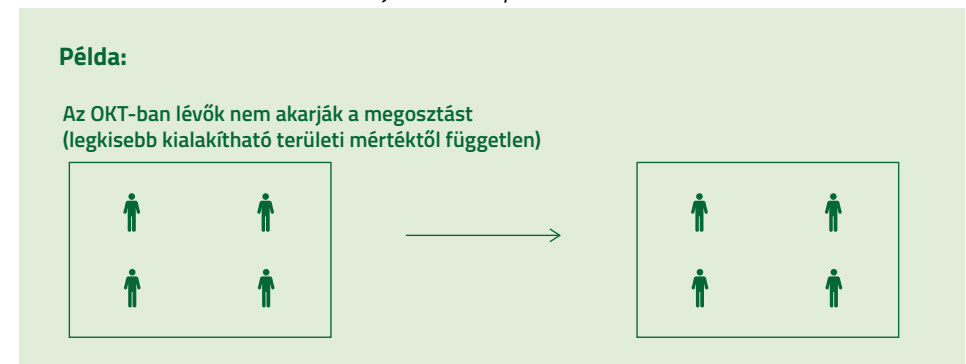 Példa:
Az OKT-ban lévők nem akarják a megosztást
(legkisebb kialakítható területi mértéktől független)